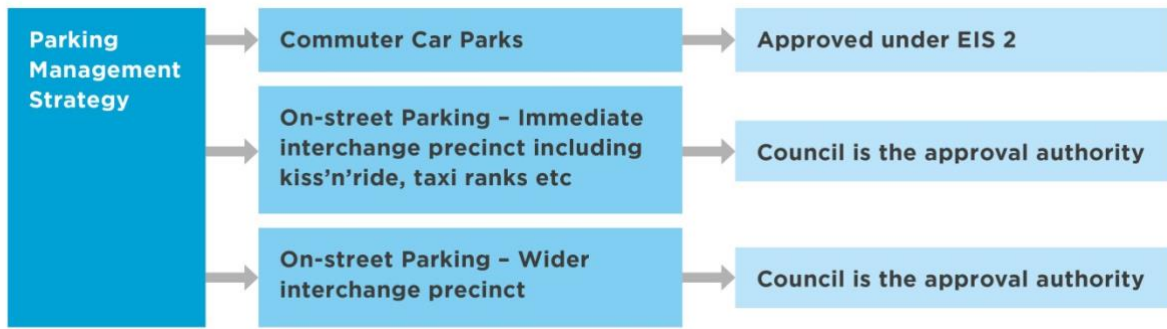 Parking
Management
Strategy
Commuter Car Parks
Approved under EIS 2
On-street Parking – Immediate
interchange precinct including
kiss'n'ride, taxi ranks etc
Council is the approval authority
On-street Parking – Wider
interchange precinct
Council is the approval authority